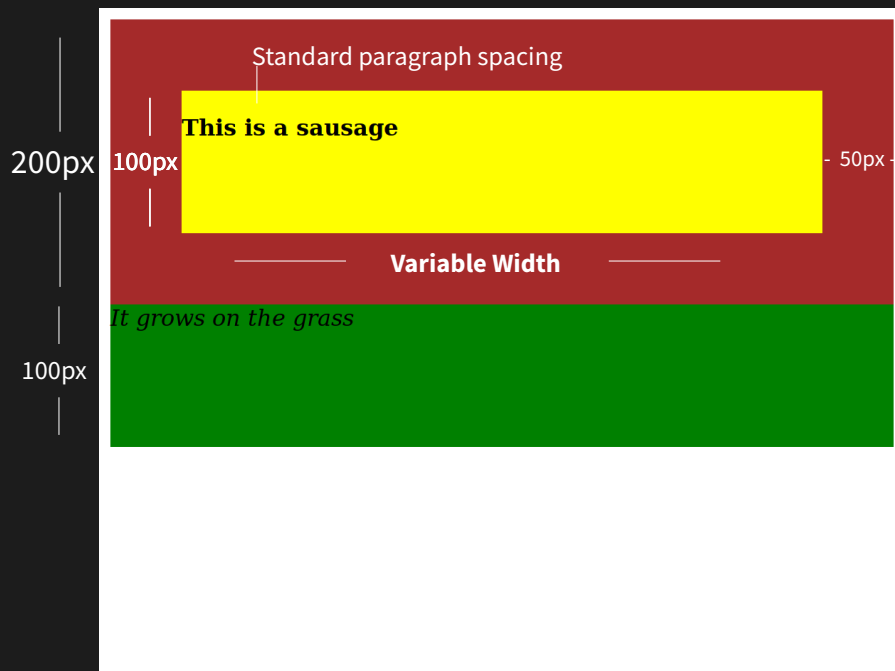 Standard paragraph spacing
This is a sausage
200px
100px
50px
Variable Width
It grows on the grass
100px